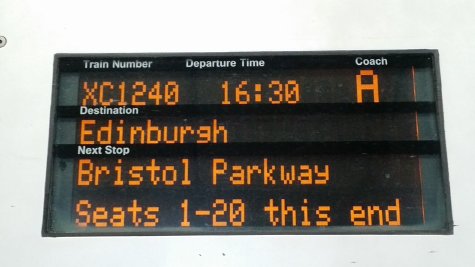 Train Number Departure Time Coach
XC1240 16:30 A
Destination
Edinburgh
Next Stop
Bristol Parkway
Seats 1-20 this end